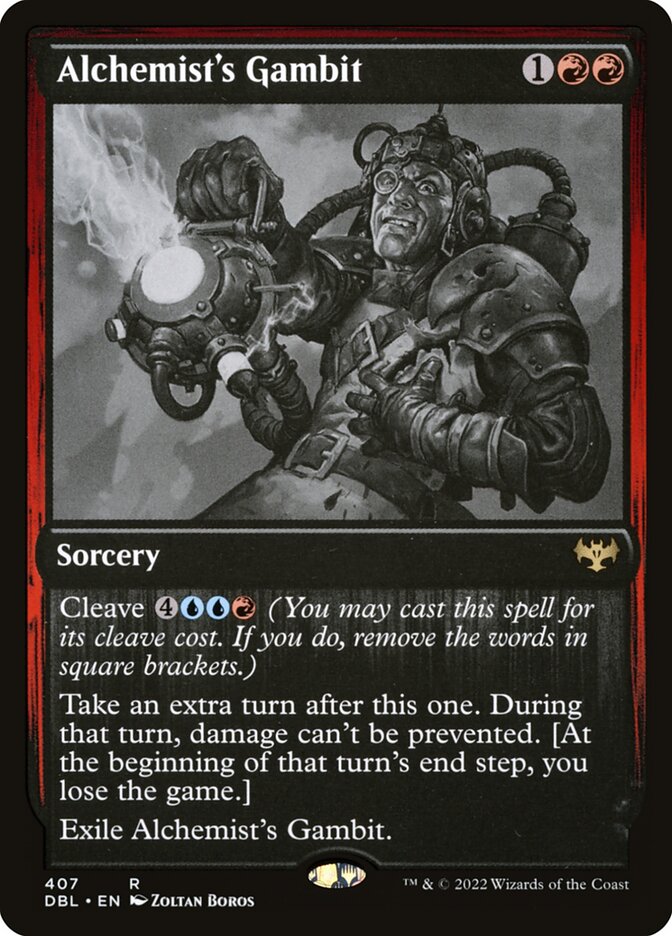 Alchemist's Gambit 1
Sorcery
Cleave 4 (You may cast this spell for
its cleave cost. If you do, remove the words in
square brackets.)
Take an extra turn after this one. During
that turn, damage can't be prevented. [At
the beginning of that turn's end step, you
lose the game.]
Exile Alchemist's Gambit.
407 R
DBL • EN Zoltan Boros
™ & © 2022 Wizards of the Coast